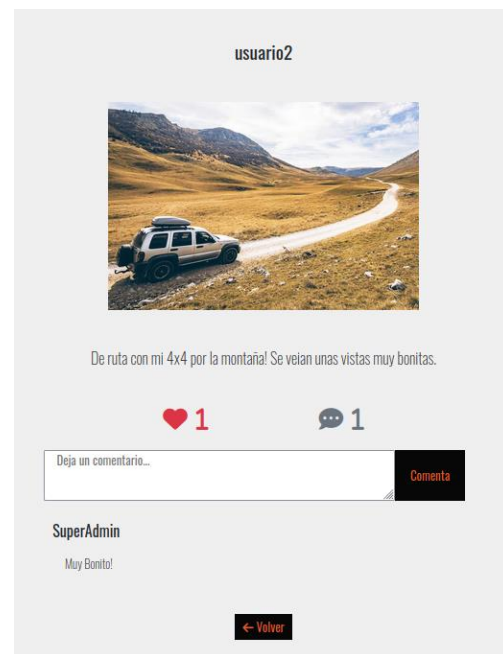 usuario2
De ruta con mi 4x4 por la montaña! Se veian unas vistas muy bonitas.
1 1
Deja un comentario... Comenta
SuperAdmin
Muy Bonito!
← Volver